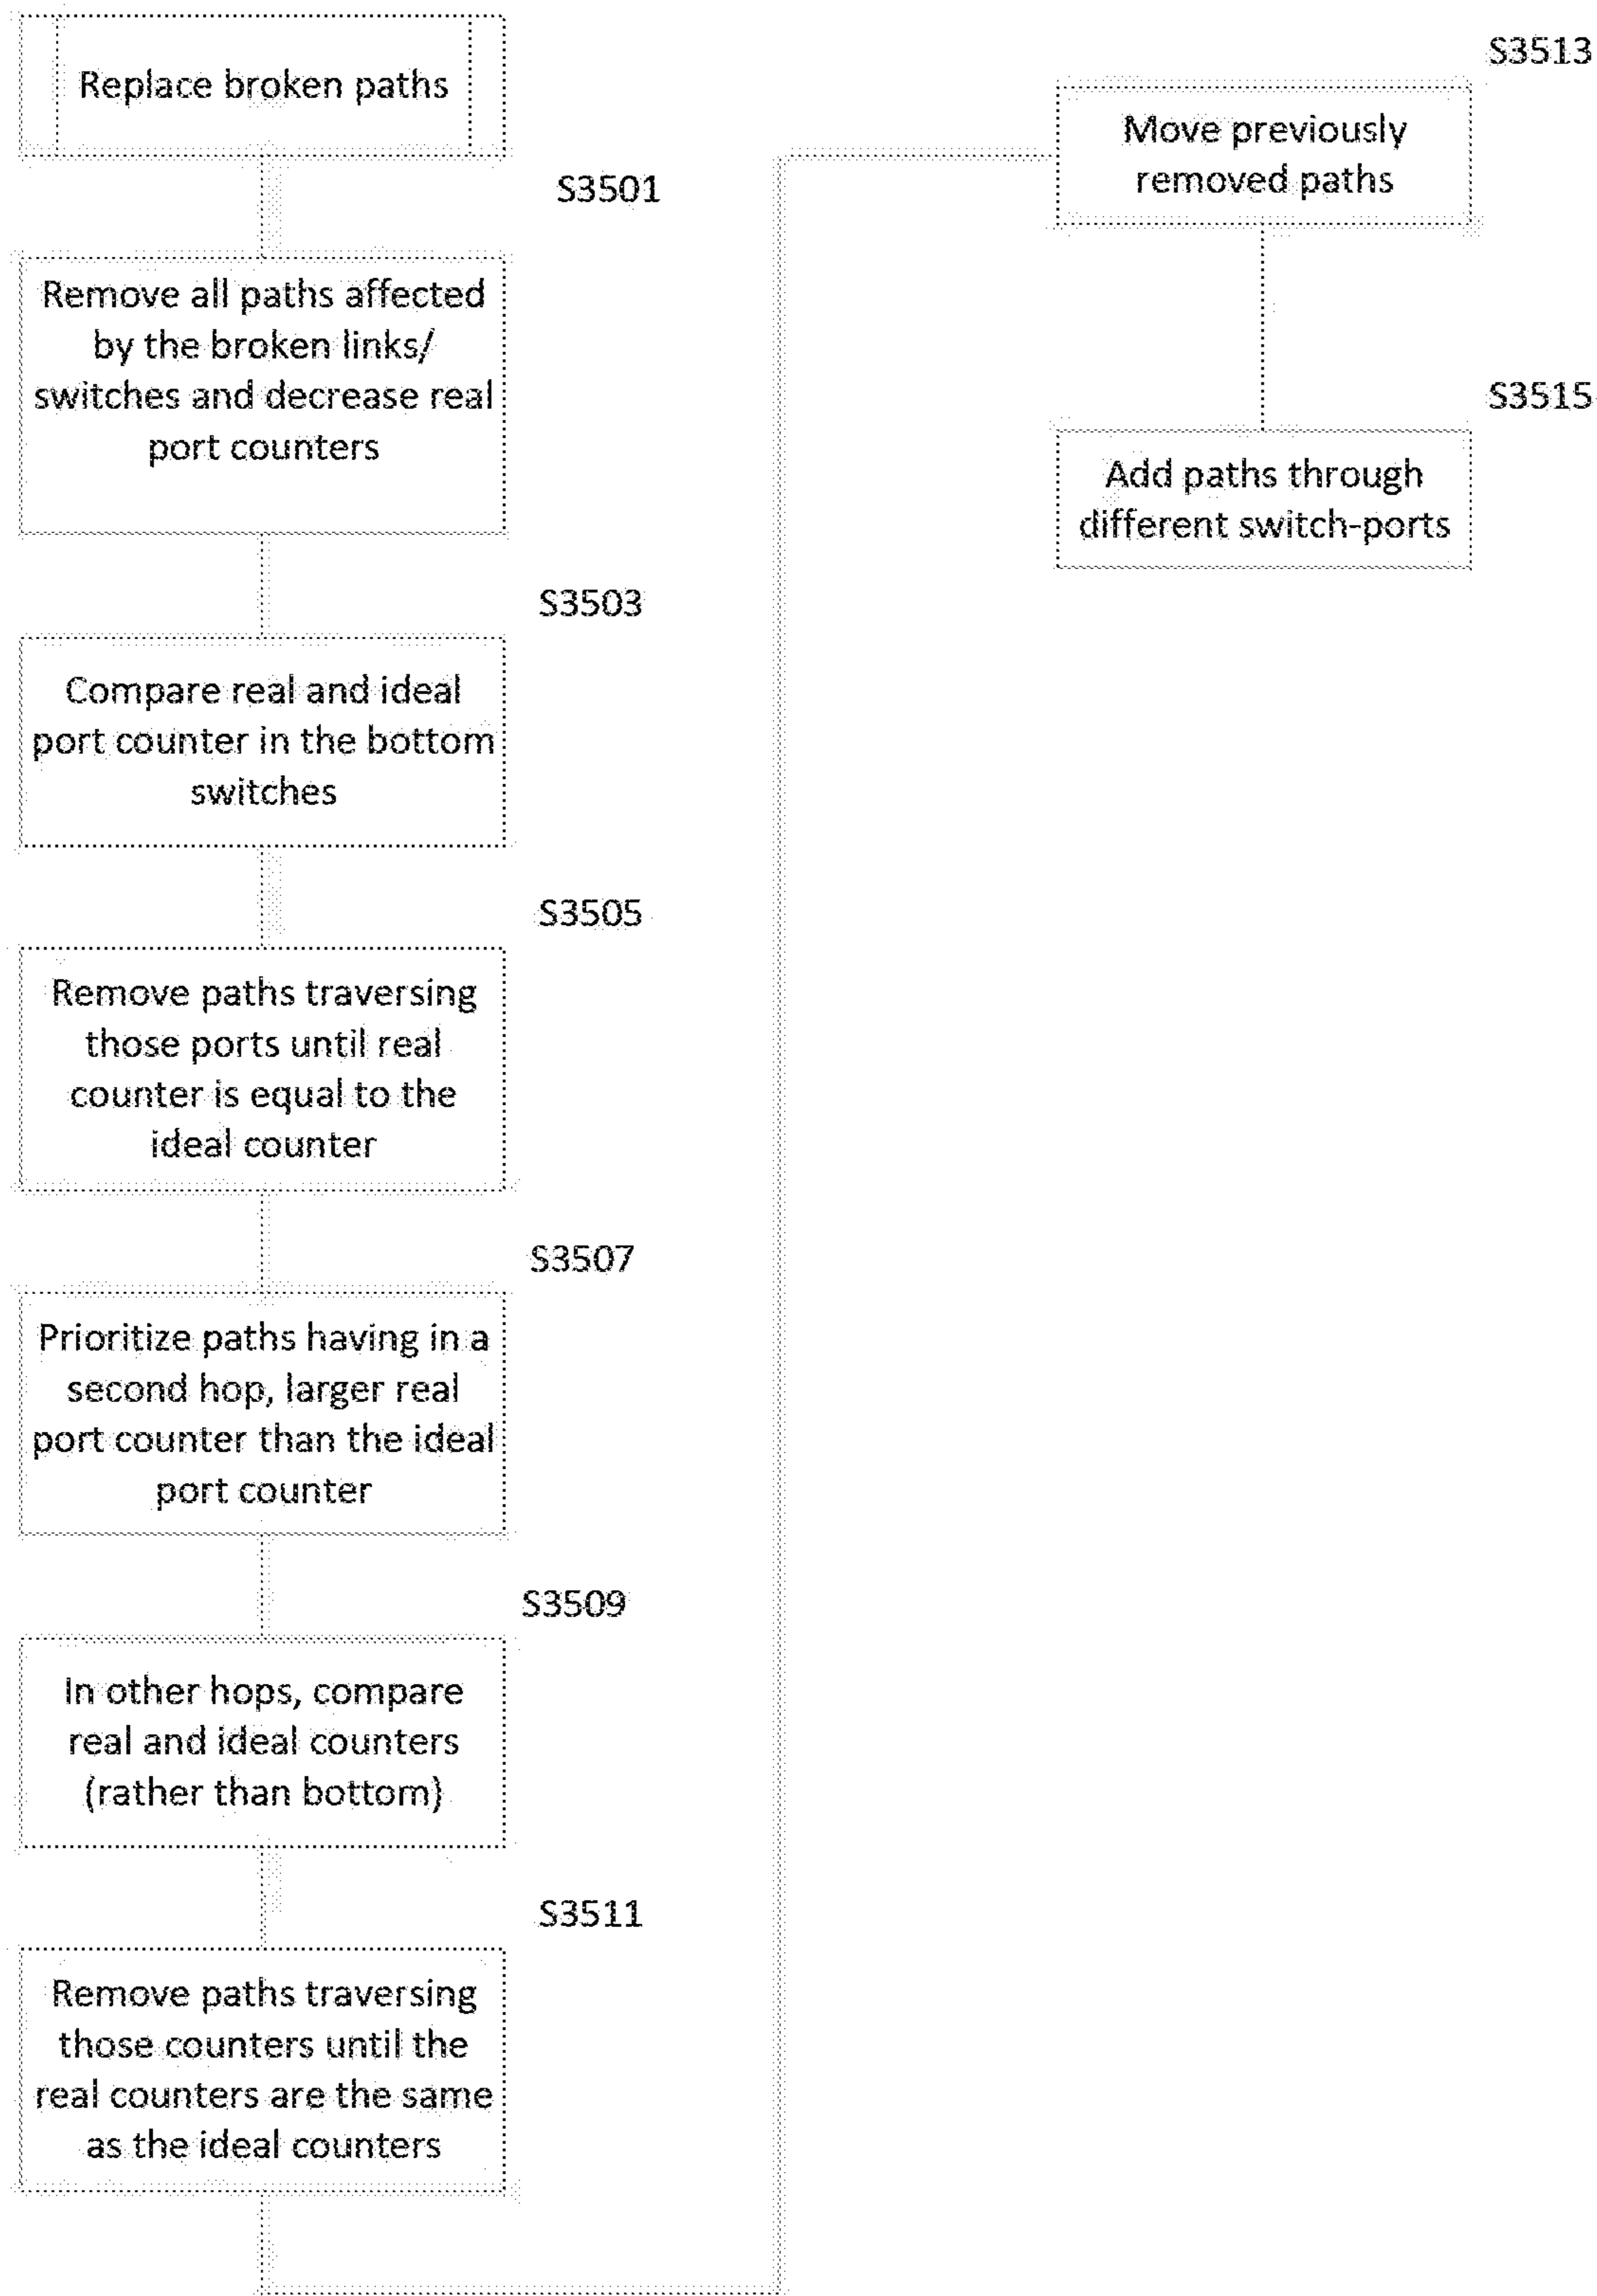 Replace broken paths
S3501
Remove all paths affected
by the broken links/
switches and decrease real
port counters
S3503
Compare real and ideal
port counter in the bottom
switches
S3505
Remove paths traversing
those ports until real
counter is equal to the
ideal counter
S3507
Prioritize paths having in a
second hop, larger real
port counter than the ideal
port counter
S3509
In other hops, compare
real and ideal counters
(rather than bottom)
S3511
Remove paths traversing
those counters until the
real counters are the same
as the ideal counters
S3513
Move previously
removed paths
S3515
Add paths through
different switch-ports